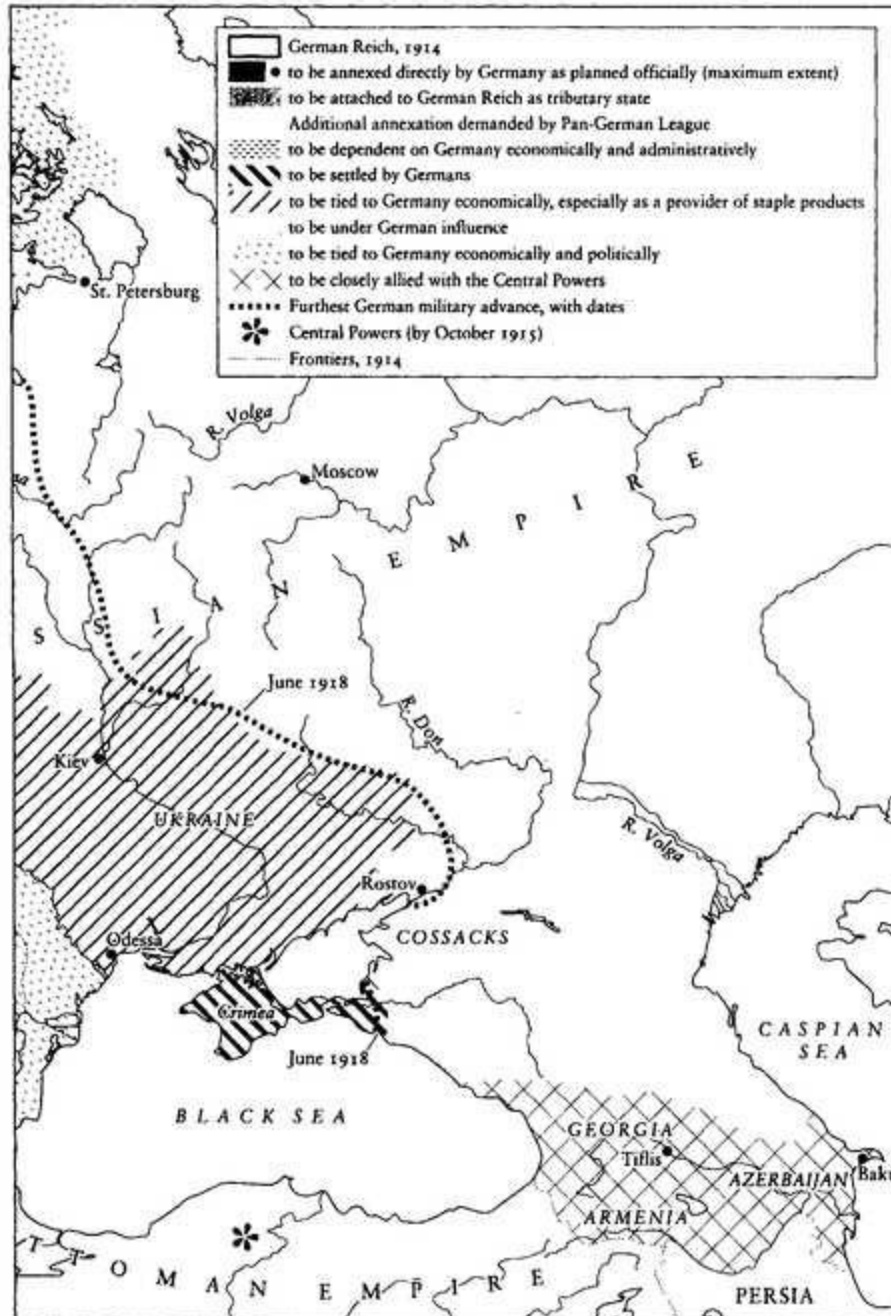 German Reich, 1914
to be annexed directly by Germany as planned officially (maximum extent)
to be attached to German Reich as tributary state
Additional annexation demanded by Pan-German League
to be dependent on Germany economically and administratively
to be settled by Germans
to be tied to Germany economically, especially as a provider of staple products
to be under German influence
to be tied to Germany economically and politically
to be closely allied with the Central Powers
Furthest German military advance, with dates
Central Powers (by October 1915)
Frontiers, 1914
St. Petersburg
R. Volga
Moscow
S S I A N EMPIRE
June 1918
R. Don
Kiev
UKRAINE
R. Volga
Rostov
COSSACKS
Odessa
Crimea
CASPIAN
SEA
June 1918
BLACK SEA
GEORGIA
Tiflis
Baku
AZERBAIJAN
ARMENIA
T T OMAN EMPIRE
PERSIA